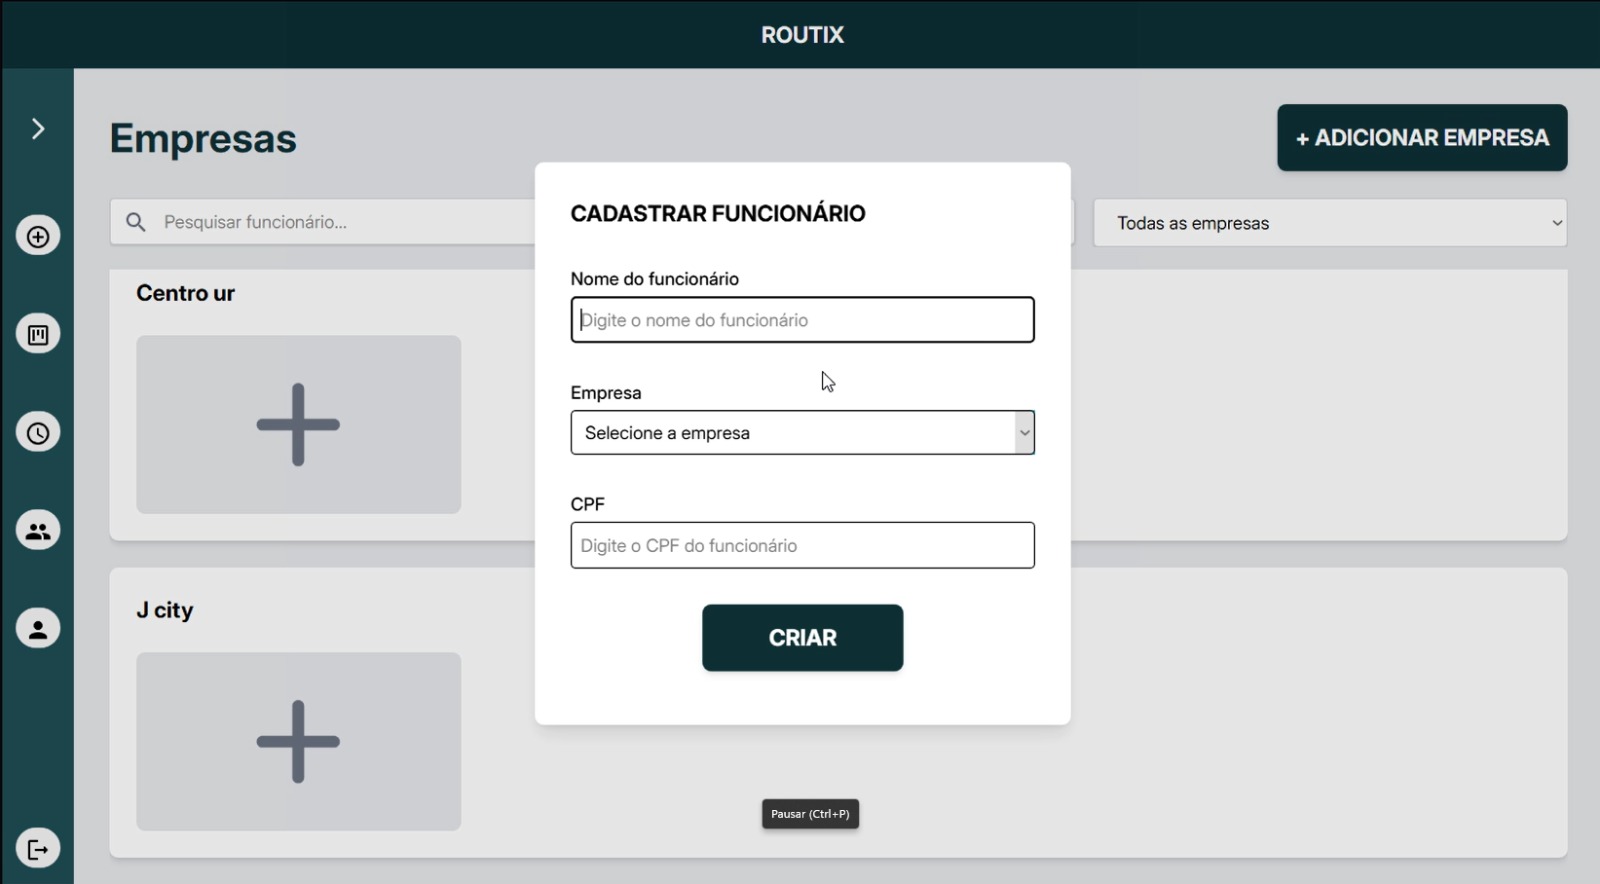 ROUTIX
Empresas
+ ADICIONAR EMPRESA
Pesquisar funcionário...
Todas as empresas
Centro ur
CADASTRAR FUNCIONÁRIO
Nome do funcionário
Digite o nome do funcionário
Empresa
Selecione a empresa
CPF
Digite o CPF do funcionário
CRIAR
J city
Pausar (Ctrl+P)